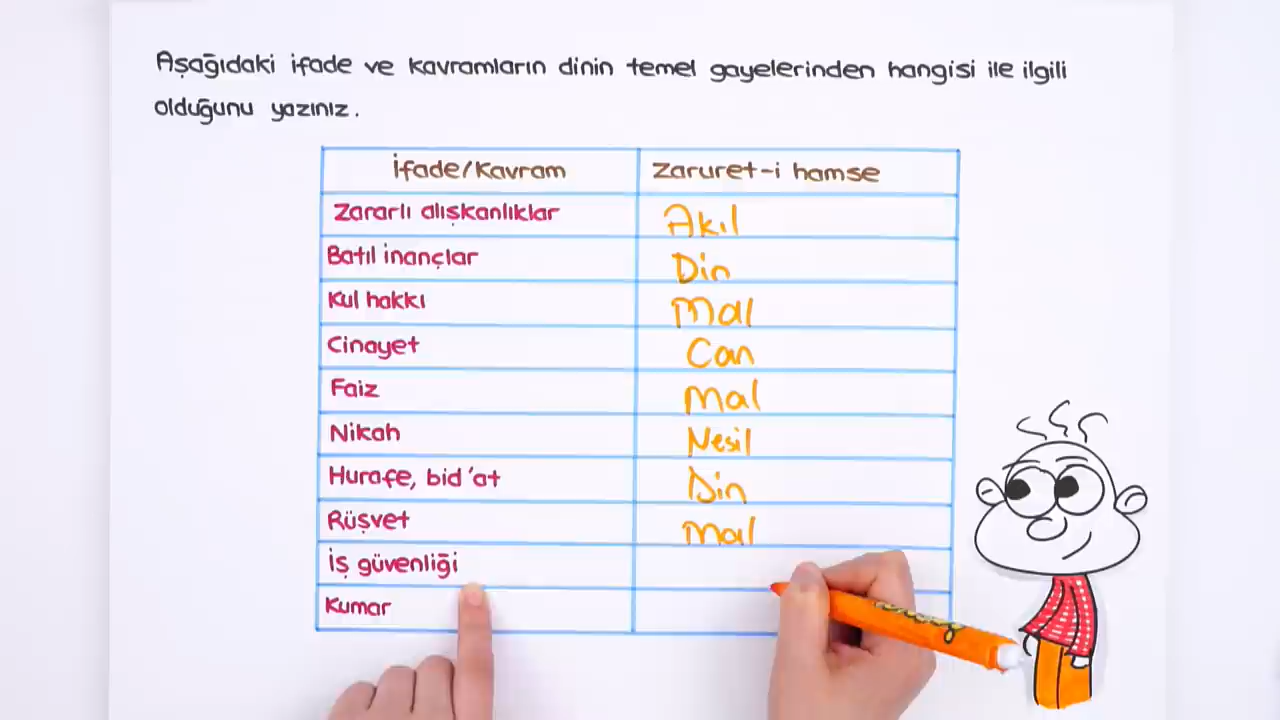 Aşağıdaki ifade ve kavramların dinin temel gayelerinden hangisi ile ilgili
olduğunu yazınız.
İfade/Kavram Zaruret-i hamse
Zararlı alışkanlıklar Akıl
Batıl inançlar Din
Kul hakkı Mal
Cinayet Can
Faiz Mal
Nikah Nesil
Hurafe, bid'at Din
Rüşvet Mal
İş güvenliği
Kumar